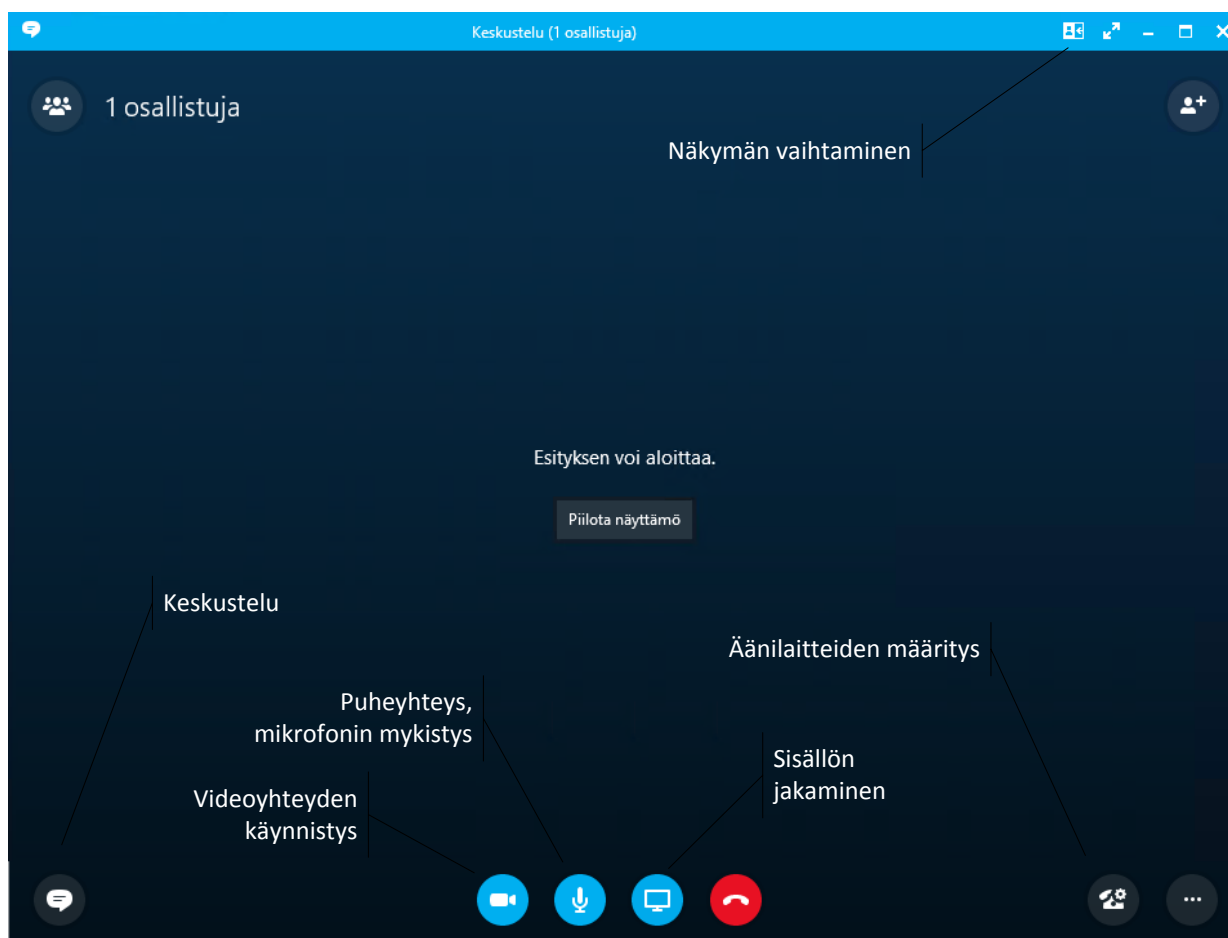 Keskustelu (1 osallistuja)
1 osallistuja
Näkymän vaihtaminen
Esityksen voi aloittaa.
Piilota näyttämö
Keskustelu
Äänilaitteiden määritys
Puheyhteys,
mikrofonin mykistys
Sisällön
jakaminen
Videoyhteyden
käynnistys